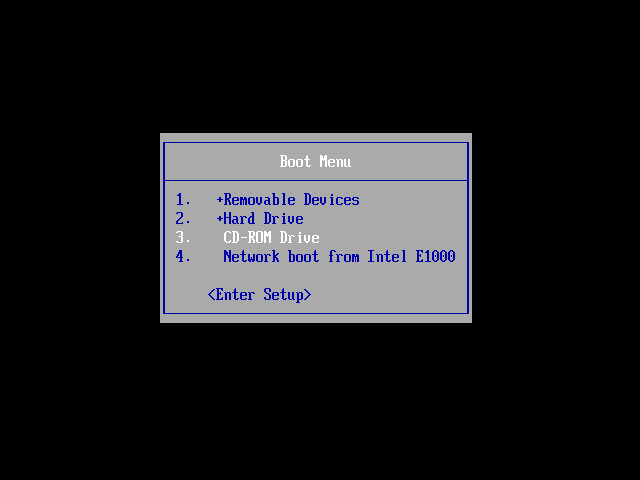 Boot Menu
1. +Removable Devices
2. +Hard Drive
3. CD-ROM Drive
4. Network boot from Intel E1000
<Enter Setup>